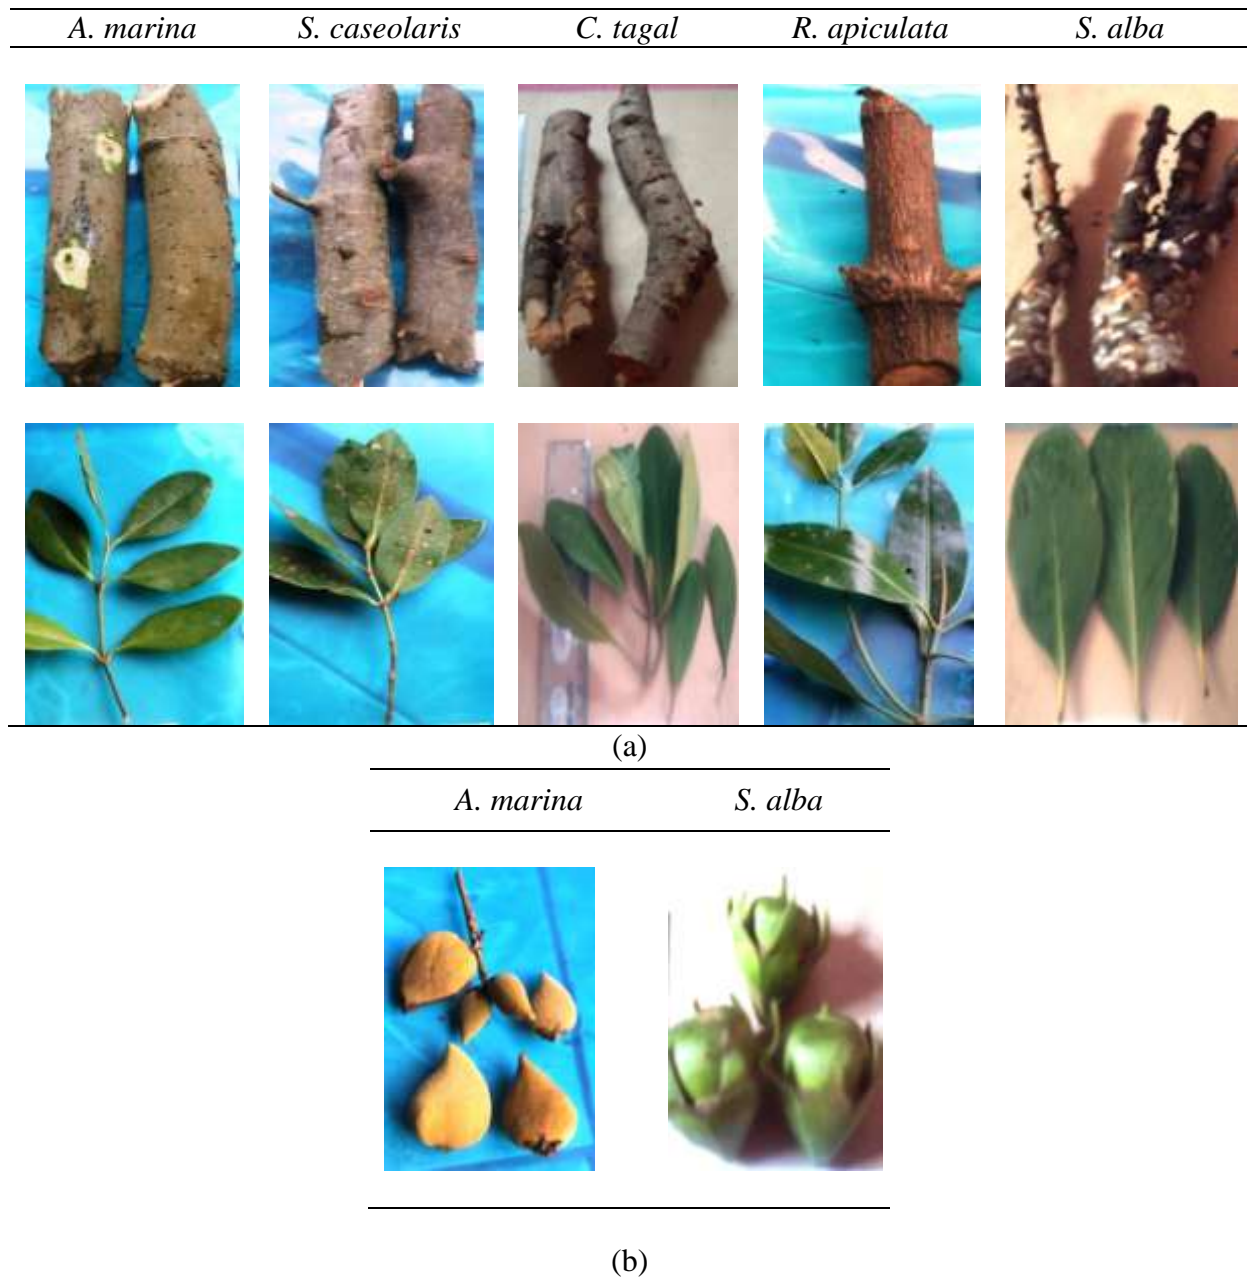 A. marina S. caseolaris C. tagal R. apiculata S. alba
(a)
A. marina S. alba
(b)